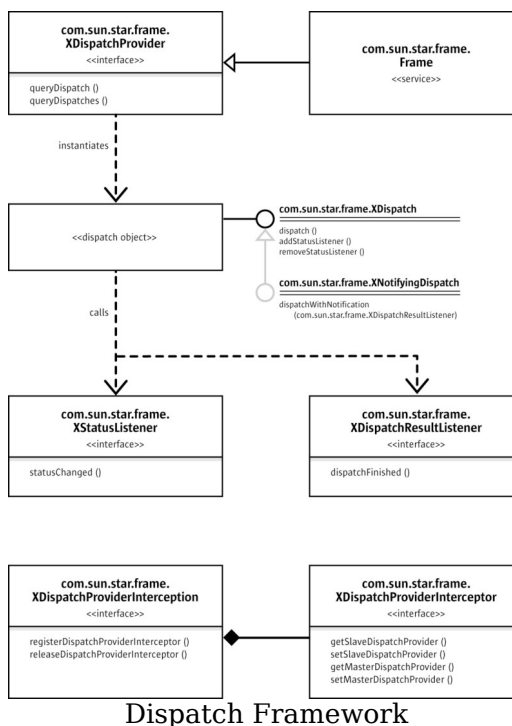 com.sun.star.frame.
XDispatchProvider
<<interface>>
queryDispatch ()
queryDispatches ()
com.sun.star.frame.
Frame
<<service>>
instantiates
<<dispatch object>>
com.sun.star.frame.XDispatch
dispatch ()
addStatusListener ()
removeStatusListener ()
com.sun.star.frame.XNotifyingDispatch
dispatchWithNotification
(com.sun.star.frame.XDispatchResultListener)
calls
com.sun.star.frame.
XStatusListener
<<interface>>
statusChanged ()
com.sun.star.frame.
XDispatchResultListener
<<interface>>
dispatchFinished ()
com.sun.star.frame.
XDispatchProviderInterception
<<interface>>
registerDispatchProviderInterceptor ()
releaseDispatchProviderInterceptor ()
com.sun.star.frame.
XDispatchProviderInterceptor
<<interface>>
getSlaveDispatchProvider ()
setSlaveDispatchProvider ()
getMasterDispatchProvider ()
setMasterDispatchProvider ()
Dispatch Framework